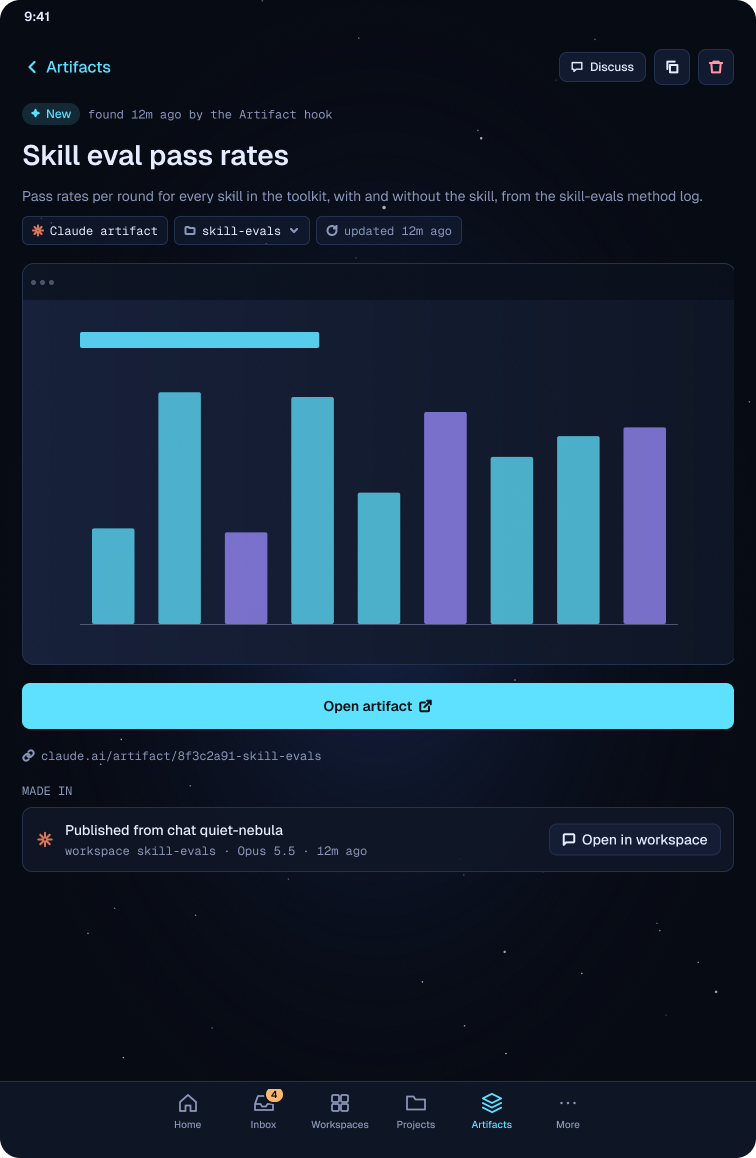 9:41
Artifacts
Discuss
New
found 12m ago by the Artifact hook
Skill eval pass rates
Pass rates per round for every skill in the toolkit, with and without the skill, from the skill-evals method log.
Claude artifact
skill-evals
updated 12m ago
Open artifact
claude.ai/artifact/8f3c2a91-skill-evals
MADE IN
Published from chat quiet-nebula
workspace skill-evals · Opus 5.5 · 12m ago
Open in workspace
4
Home
Inbox
Workspaces
Projects
Artifacts
More